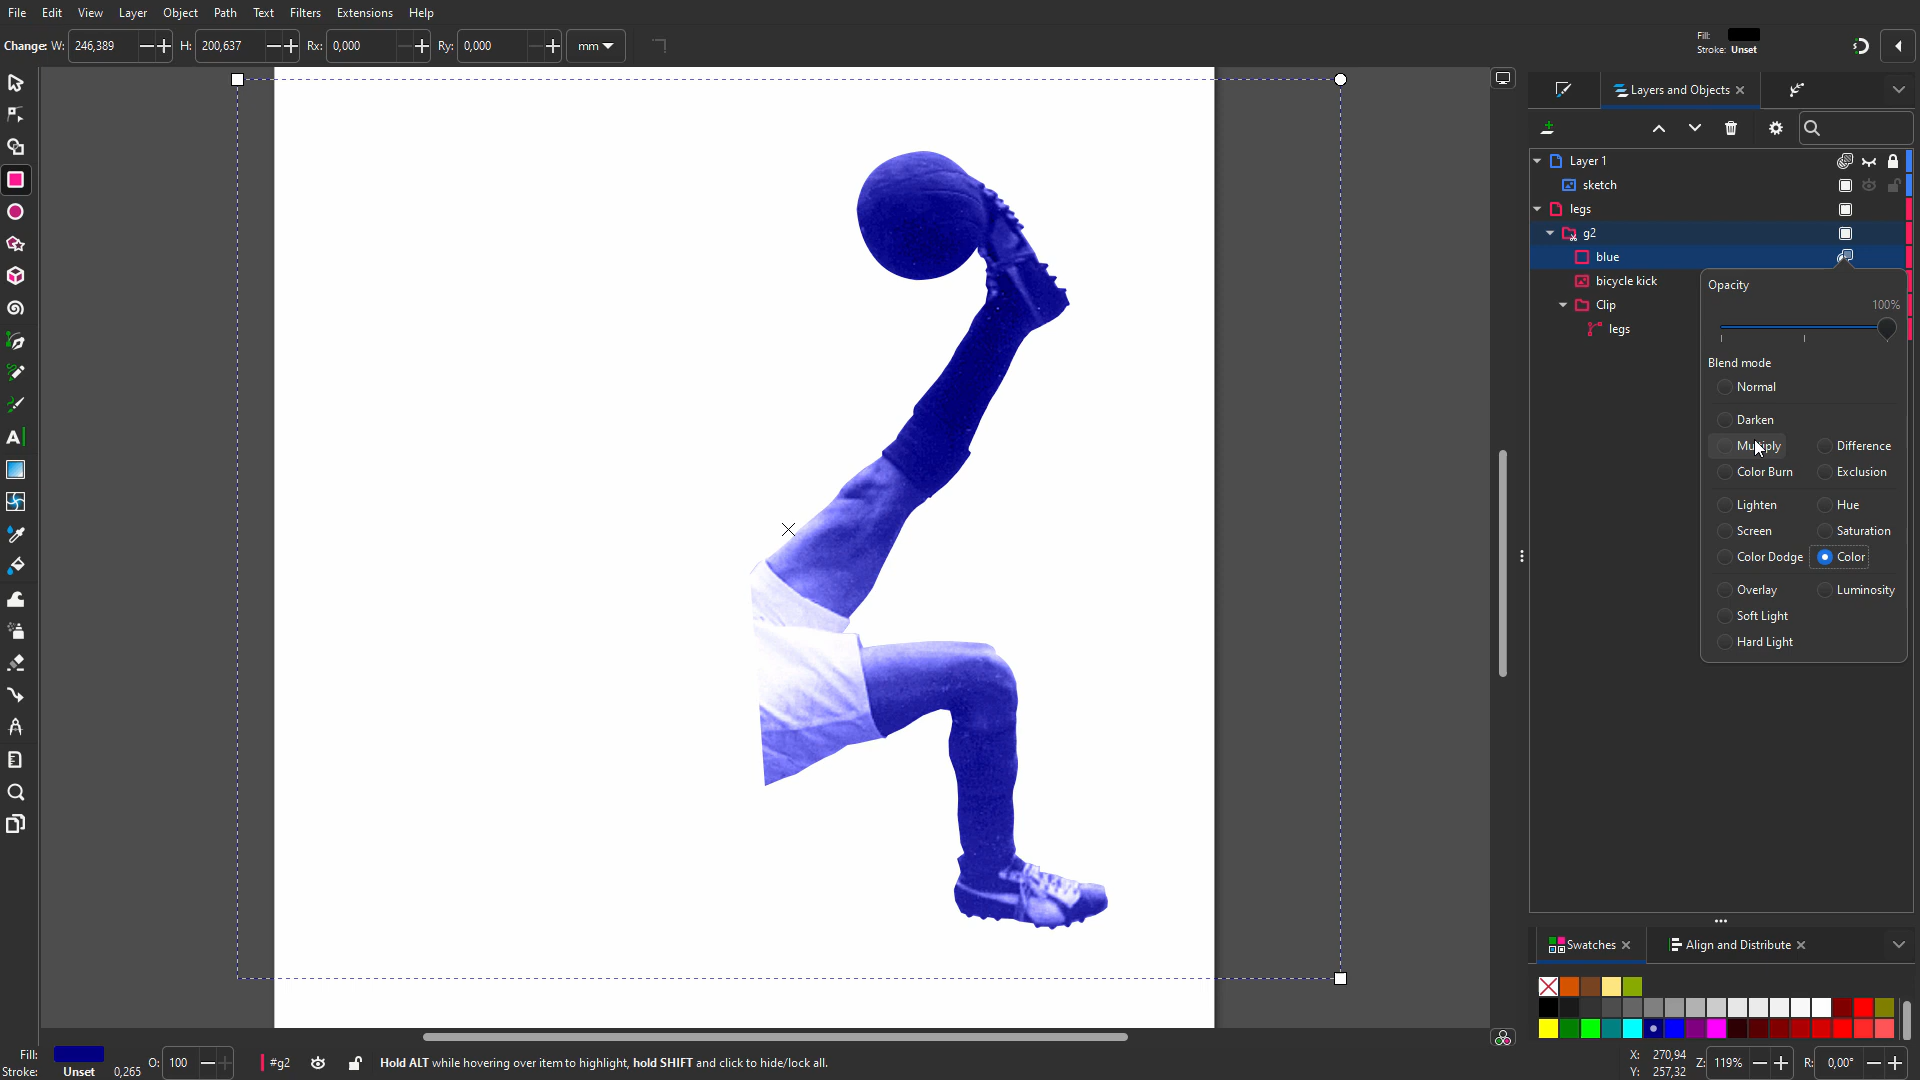 File Edit View Layer Object Path Text Filters Extensions Help
Change: W: 246,389 H: 200,637 Rx: 0,000 Ry: 0,000 mm
Fill:
Stroke: Unset
Layers and Objects
Layer 1
sketch
legs
g2
blue
bicycle kick
Clip
legs
Opacity
100%
Blend mode
Normal
Darken
Multiply Difference
Color Burn Exclusion
Lighten Hue
Screen Saturation
Color Dodge Color
Overlay Luminosity
Soft Light
Hard Light
Swatches Align and Distribute
Fill:
Stroke: Unset 0,265 O: 100 #g2 Hold ALT while hovering over item to highlight, hold SHIFT and click to hide/lock all.
X: 270,94
Y: 257,32
Z: 119% R: 0,00°